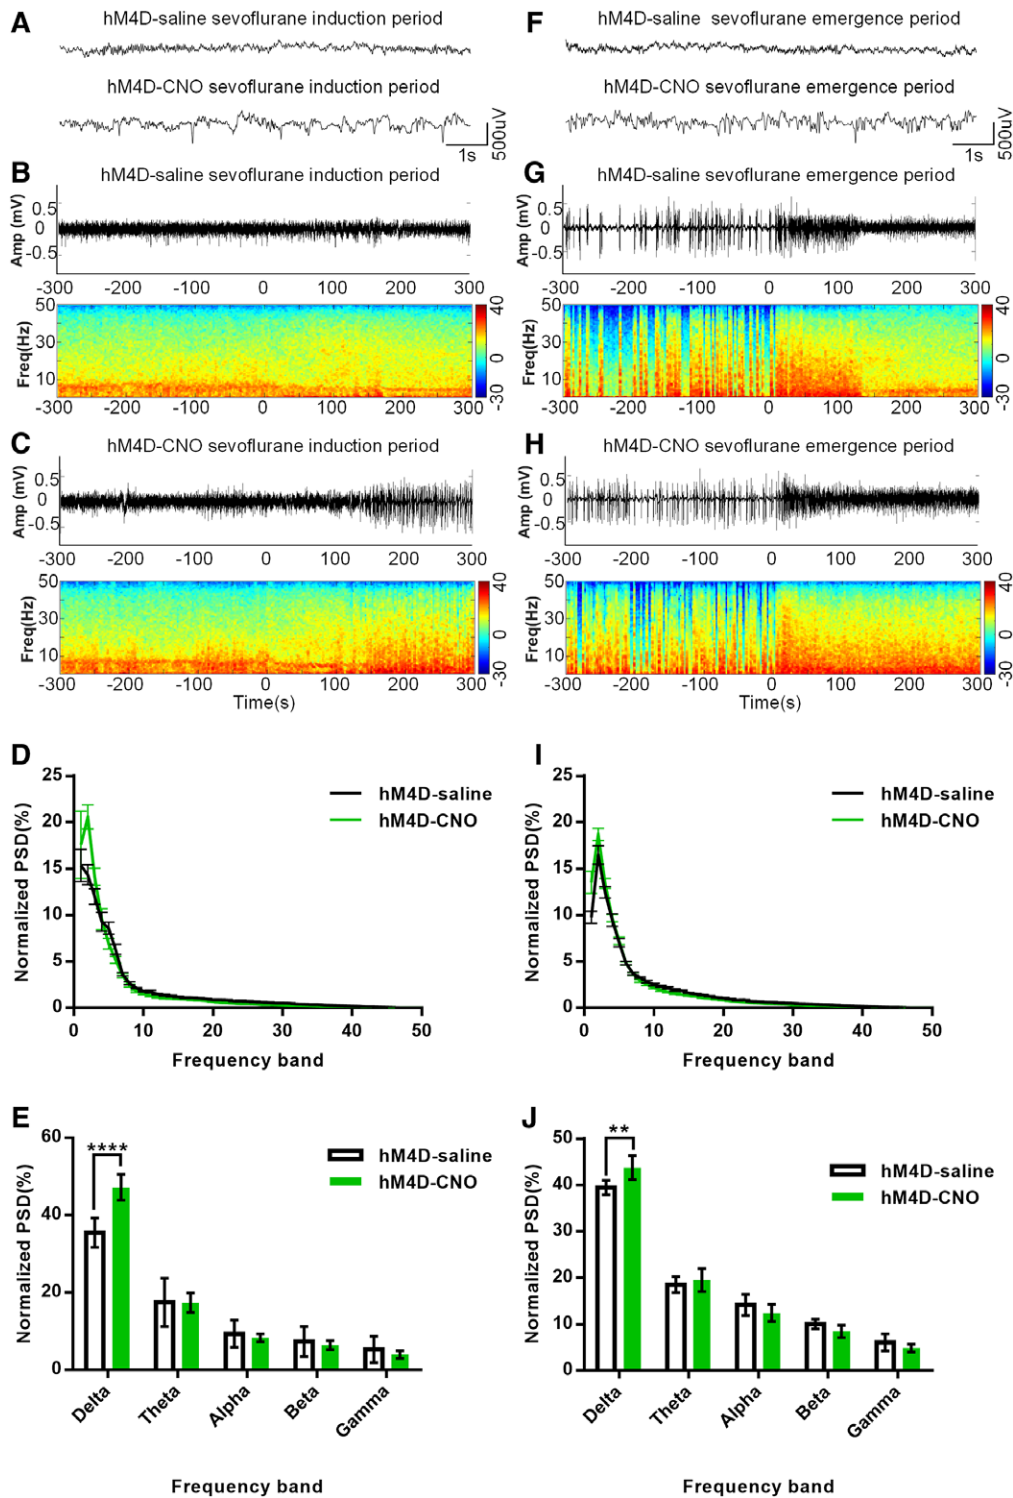 A
hM4D-saline sevoflurane induction period
hM4D-CNO sevoflurane induction period
500uV
1s
B
hM4D-saline sevoflurane induction period
Amp (mV)
0.5
0
-0.5
-300 -200 -100 0 100 200 300
Freq(Hz)
50
30
10
40
0
-30
-300 -200 -100 0 100 200 300
C
hM4D-CNO sevoflurane induction period
Amp (mV)
0.5
0
-0.5
-300 -200 -100 0 100 200 300
Freq(Hz)
50
30
10
40
0
-30
-300 -200 -100 0 100 200 300
Time(s)
D
Normalized PSD(%)
25
20
15
10
5
0
0 10 20 30 40 50
Frequency band
hM4D-saline
hM4D-CNO
E
Normalized PSD(%)
60
40
20
0
****
hM4D-saline
hM4D-CNO
Delta Theta Alpha Beta Gamma
Frequency band
F
hM4D-saline sevoflurane emergence period
hM4D-CNO sevoflurane emergence period
500uV
1s
G
hM4D-saline sevoflurane emergence period
Amp (mV)
0.5
0
-0.5
-300 -200 -100 0 100 200 300
Freq(Hz)
50
30
10
40
0
-30
-300 -200 -100 0 100 200 300
H
hM4D-CNO sevoflurane emergence period
Amp (mV)
0.5
0
-0.5
-300 -200 -100 0 100 200 300
Freq(Hz)
50
30
10
40
0
-30
-300 -200 -100 0 100 200 300
Time(s)
I
Normalized PSD(%)
25
20
15
10
5
0
0 10 20 30 40 50
Frequency band
hM4D-saline
hM4D-CNO
J
Normalized PSD(%)
50
40
30
20
10
0
**
hM4D-saline
hM4D-CNO
Delta Theta Alpha Beta Gamma
Frequency band